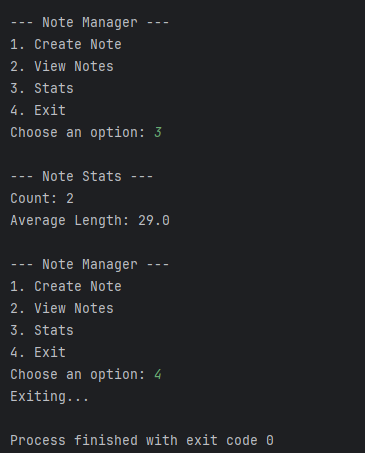 --- Note Manager ---
1. Create Note
2. View Notes
3. Stats
4. Exit
Choose an option: 3
--- Note Stats ---
Count: 2
Average Length: 29.0
--- Note Manager ---
1. Create Note
2. View Notes
3. Stats
4. Exit
Choose an option: 4
Exiting...
Process finished with exit code 0